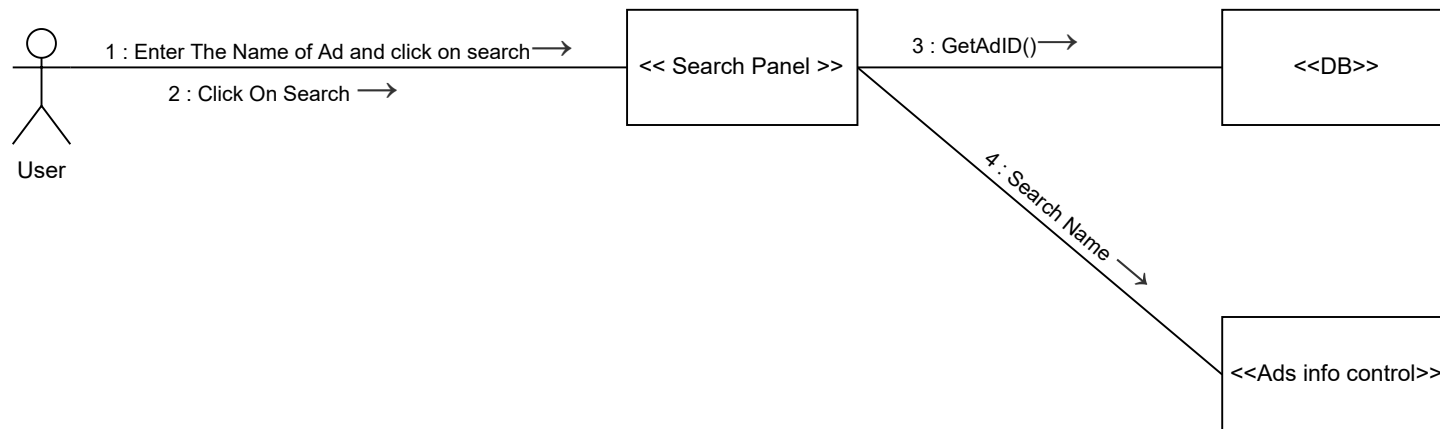 1 : Enter The Name of Ad and click on search
2 : Click On Search
User
<< Search Panel >>
3 : GetAdID()
<<DB>>
4 : Search Name
<<Ads info control>>